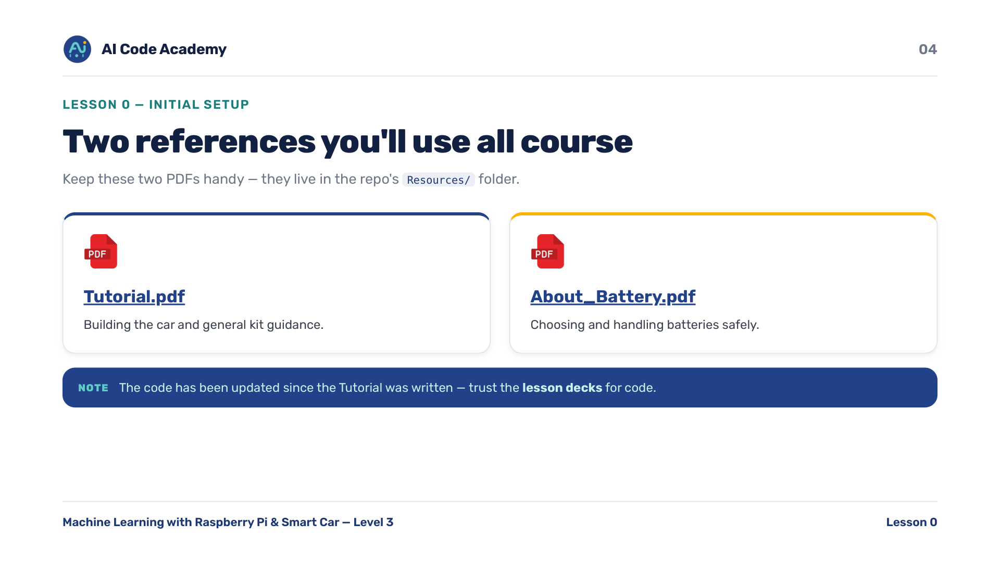 AI Code Academy
04
LESSON 0 — INITIAL SETUP
Two references you'll use all course
Keep these two PDFs handy — they live in the repo's Resources/ folder.
PDF
Tutorial.pdf
Building the car and general kit guidance.
PDF
About_Battery.pdf
Choosing and handling batteries safely.
NOTE The code has been updated since the Tutorial was written — trust the lesson decks for code.
Machine Learning with Raspberry Pi & Smart Car — Level 3
Lesson 0